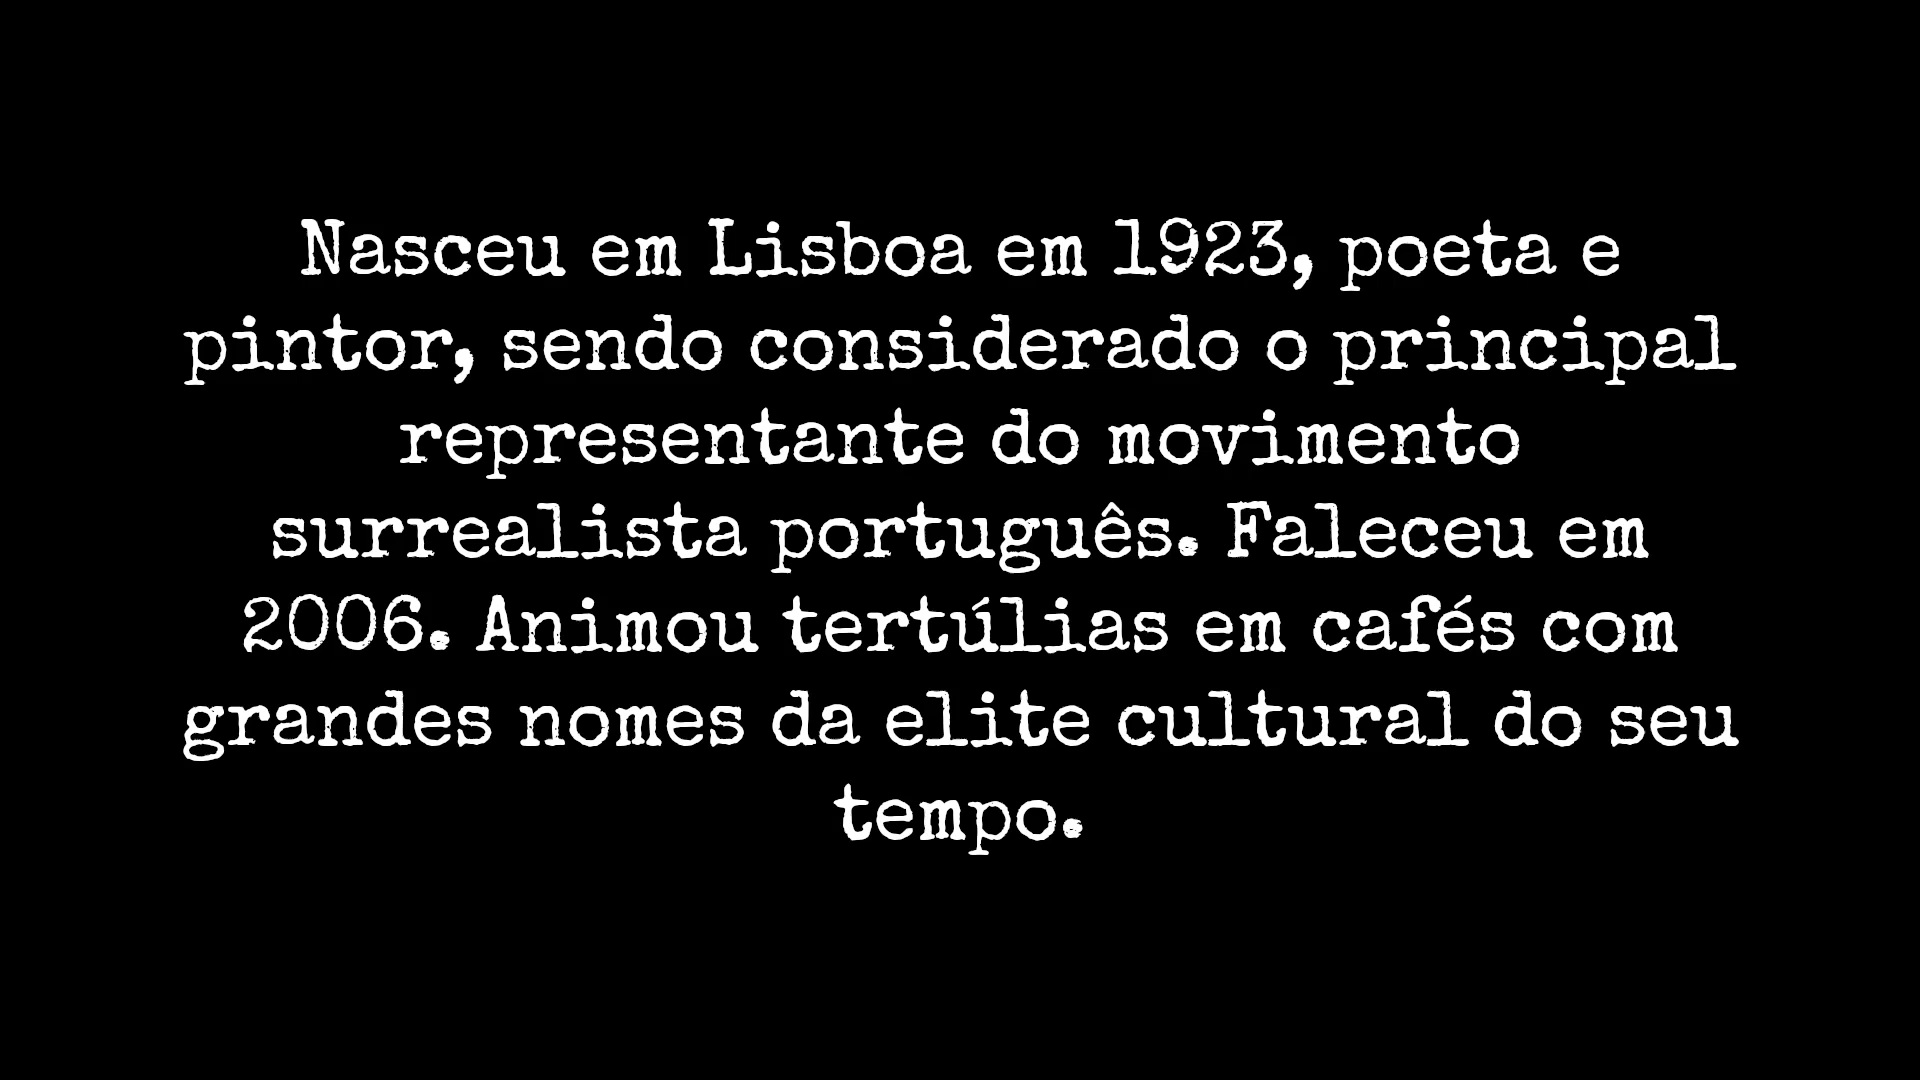 Nasceu em Lisboa em 1923, poeta e
pintor, sendo considerado o principal
representante do movimento
surrealista português. Faleceu em
2006. Animou tertúlias em cafés com
grandes nomes da elite cultural do seu
tempo.